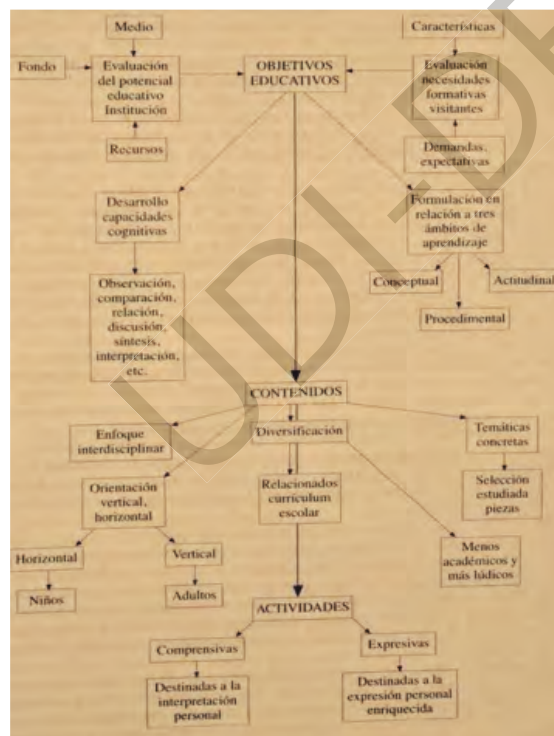 Medio
Características
Fondo
Evaluación
del potencial
educativo
Institución
OBJETIVOS
EDUCATIVOS
Evaluación
necesidades
formativas
visitantes
Recursos
Demandas,
expectativas
Desarrollo
capacidades
cognitivas
Formulación en
relación a tres
ámbitos de
aprendizaje
Conceptual
Actitudinal
Procedimental
Observación,
comparación,
relación,
discusión,
síntesis,
interpretación,
etc.
CONTENIDOS
Enfoque
interdisciplinar
Diversificación
Temáticas
concretas
Orientación
vertical,
horizontal
Relacionados
currículum
escolar
Selección
estudiada
piezas
Horizontal
Vertical
Menos
académicos y
más lúdicos
Niños
Adultos
ACTIVIDADES
Comprensivas
Expresivas
Destinadas a la
interpretación
personal
Destinadas a la
expresión personal
enriquecida
UDI-DE